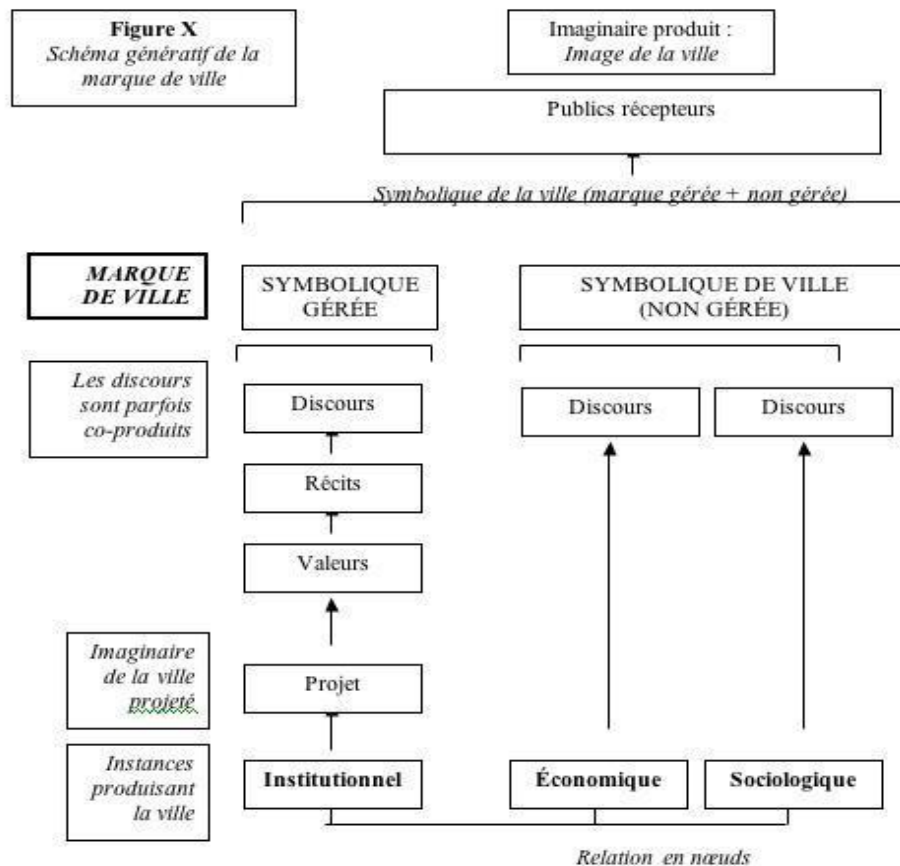 Figure X
Schéma génératif de la
marque de ville
Imaginaire produit :
Image de la ville
Publics récepteurs
Symbolique de la ville (marque gérée + non gérée)
MARQUE
DE VILLE
SYMBOLIQUE
GÉRÉE
SYMBOLIQUE DE VILLE
(NON GÉRÉE)
Les discours
sont parfois
co-produits
Discours
Discours
Discours
Récits
Valeurs
Imaginaire
de la ville
projeté
Projet
Instances
produisant
la ville
Institutionnel
Économique
Sociologique
Relation en nœuds